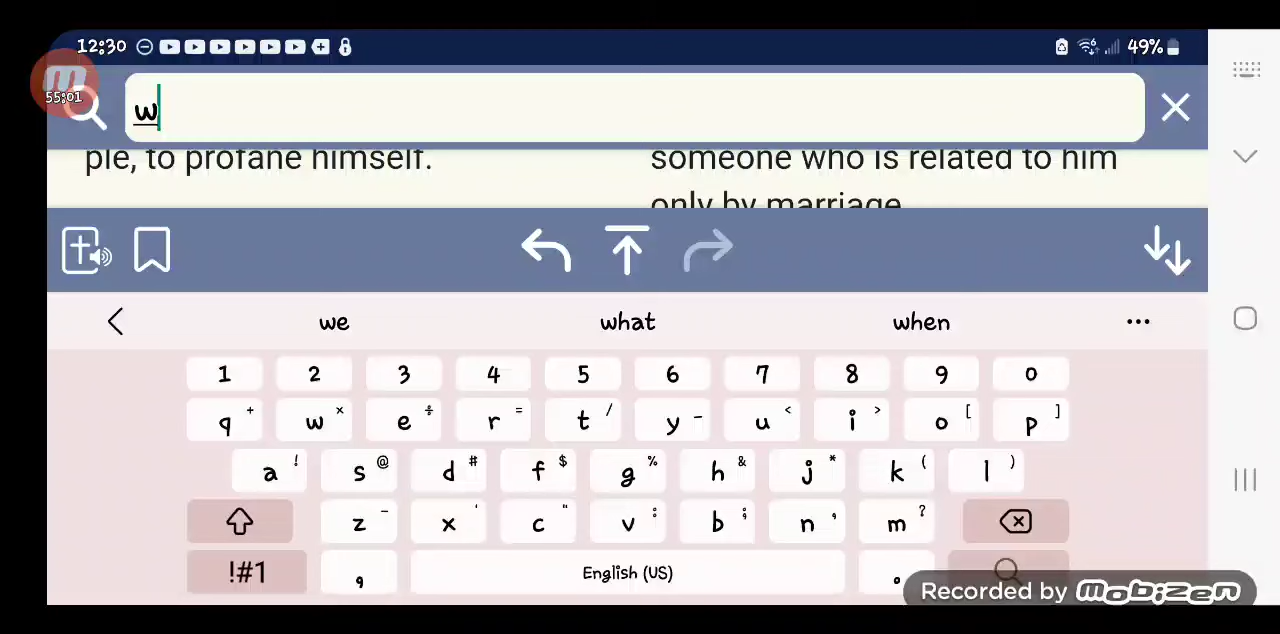 12:30 49%
M
55:01
w
ple, to profane himself.
someone who is related to him
only by marriage
we what when
1 2 3 4 5 6 7 8 9 0
q + w × e ÷ r = t / y - u < i > o [ p ]
a ! s @ d # f $ g % h & j * k ( l )
z - x ' c " v : b ; n , m ?
!#1 , English (US) .
Recorded by mobizen